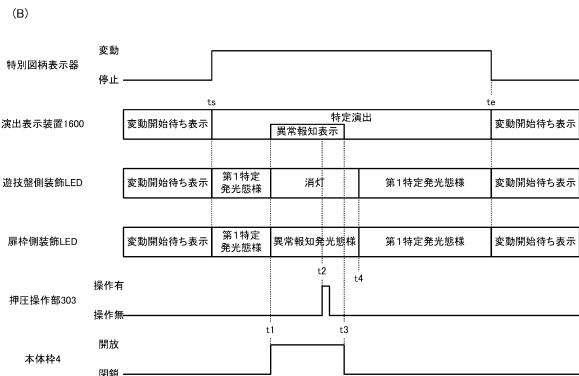 (B)
特別図柄表示器
変動
停止
ts
te
演出表示装置1600
変動開始待ち表示
特定演出
異常報知表示
変動開始待ち表示
遊技盤側装飾LED
変動開始待ち表示
第1特定
発光態様
消灯
第1特定発光態様
変動開始待ち表示
扉枠側装飾LED
変動開始待ち表示
第1特定
発光態様
異常報知発光態様
第1特定発光態様
変動開始待ち表示
t2
t4
押圧操作部303
操作有
操作無
t1
t3
本体枠4
開放
閉鎖